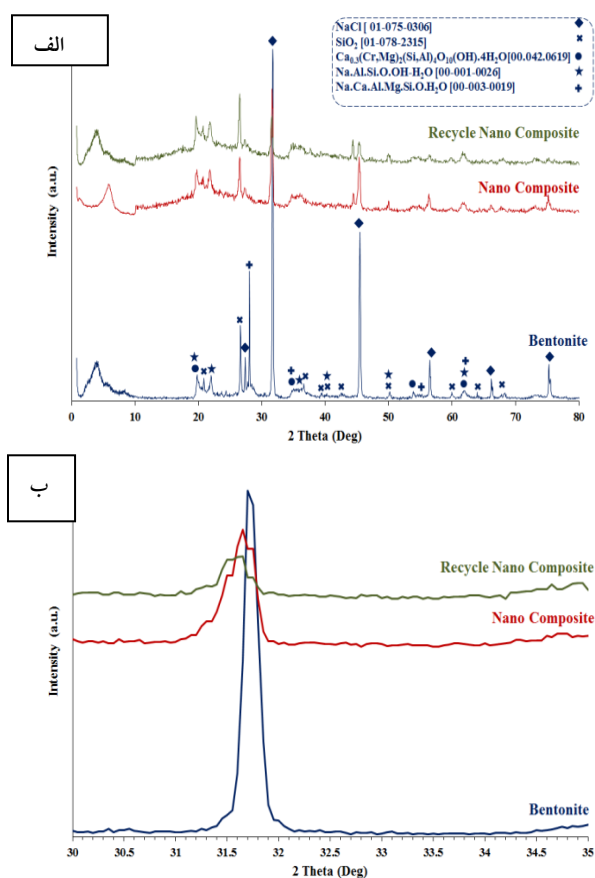 الف
NaCl [ 01-075-0306]
SiO2 [01-078-2315]
Ca0.3(Cr,Mg)2(Si,Al)4O10(OH).4H2O[00.042.0619]
Na.Al.Si.O.OH-H2O [00-001-0026]
Na.Ca.Al.Mg.Si.O.H2O [00-003-0019]
Recycle Nano Composite
Nano Composite
Bentonite
Intensity (a.u.)
0 10 20 30 40 50 60 70 80
2 Theta (Deg)
ب
Recycle Nano Composite
Nano Composite
Bentonite
Intensity (a.u.)
30 30.5 31 31.5 32 32.5 33 33.5 34 34.5 35
2 Theta (Deg)